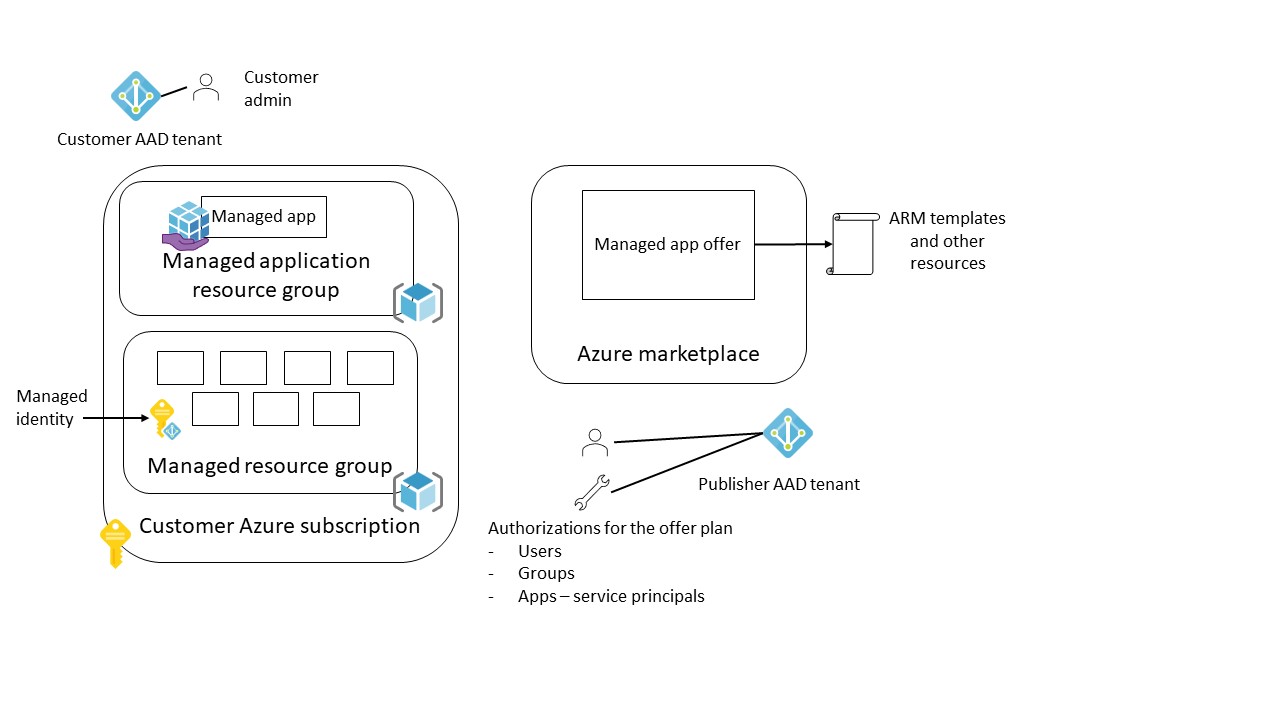 Customer
admin
Customer AAD tenant
Managed app
Managed application
resource group
Managed
identity
Managed resource group
Customer Azure subscription
Managed app offer
Azure marketplace
ARM templates
and other
resources
Publisher AAD tenant
Authorizations for the offer plan
- Users
- Groups
- Apps – service principals